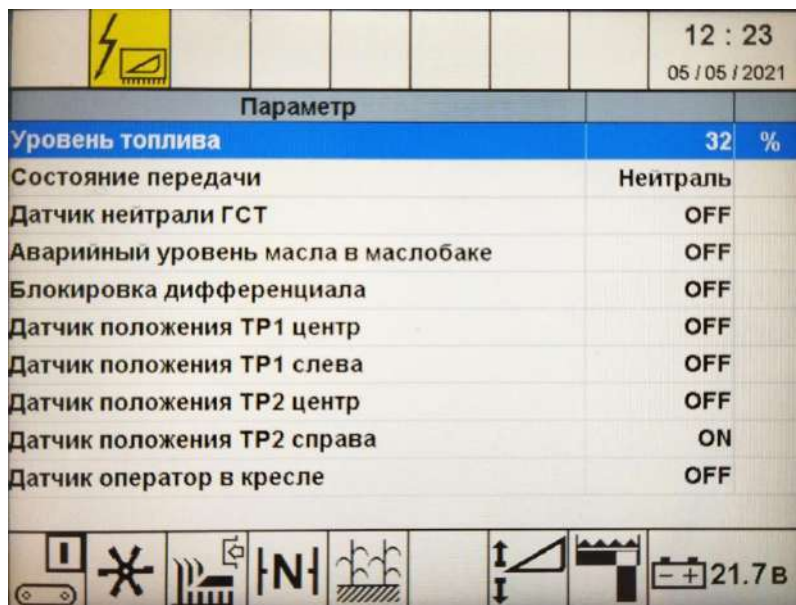 12 : 23
05 / 05 / 2021
Параметр
Уровень топлива 32 %
Состояние передачи Нейтраль
Датчик нейтрали ГСТ OFF
Аварийный уровень масла в маслобаке OFF
Блокировка дифференциала OFF
Датчик положения ТР1 центр OFF
Датчик положения ТР1 слева OFF
Датчик положения ТР2 центр OFF
Датчик положения ТР2 справа ON
Датчик оператор в кресле OFF
N 21.7 в